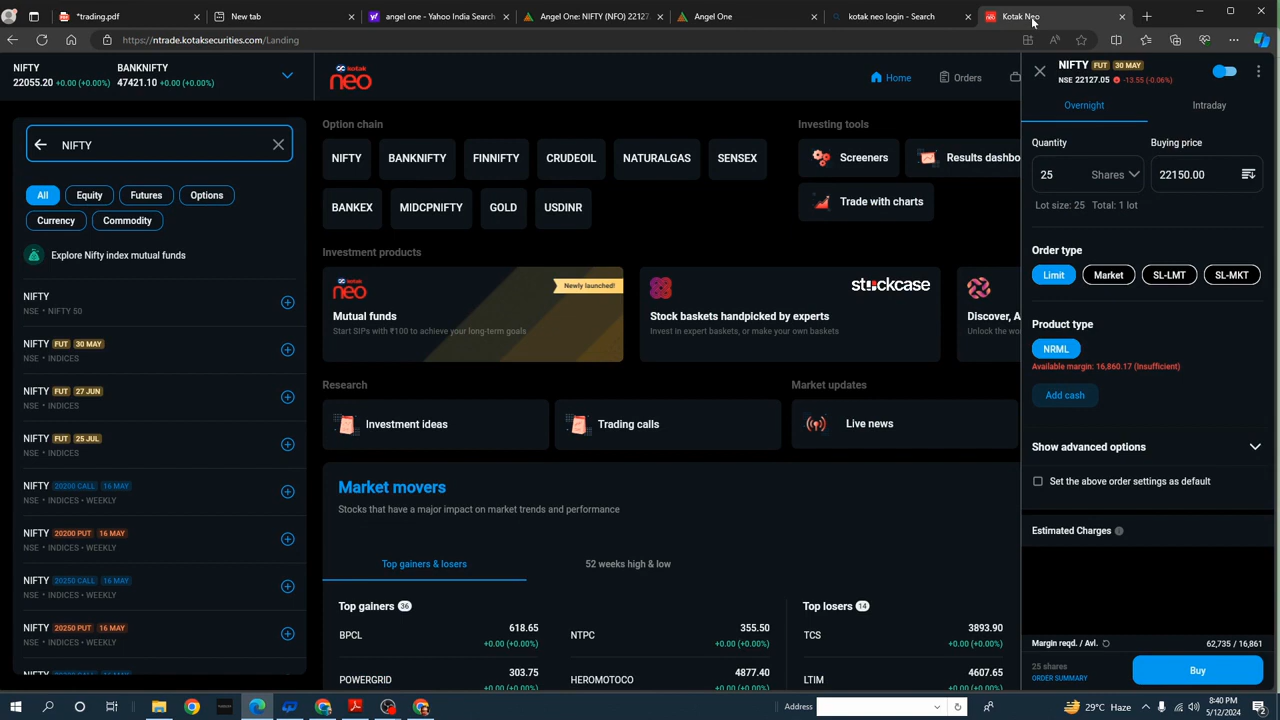 *trading.pdf
New tab
angel one - Yahoo India Search
Angel One: NIFTY (NFO) 22127
Angel One
kotak neo login - Search
Kotak Neo
https://ntrade.kotaksecurities.com/Landing
NIFTY
22055.20 +0.00 (+0.00%)
BANKNIFTY
47421.10 +0.00 (+0.00%)
kotak
neo
Home
Orders
NIFTY
All
Equity
Futures
Options
Currency
Commodity
Explore Nifty index mutual funds
NIFTY
NSE • NIFTY 50
NIFTY FUT 30 MAY
NSE • INDICES
NIFTY FUT 27 JUN
NSE • INDICES
NIFTY FUT 25 JUL
NSE • INDICES
NIFTY 20200 CALL 16 MAY
NSE • INDICES • WEEKLY
NIFTY 20200 PUT 16 MAY
NSE • INDICES • WEEKLY
NIFTY 20250 CALL 16 MAY
NSE • INDICES • WEEKLY
NIFTY 20250 PUT 16 MAY
NSE • INDICES • WEEKLY
Option chain
NIFTY
BANKNIFTY
FINNIFTY
CRUDEOIL
NATURALGAS
SENSEX
BANKEX
MIDCPNIFTY
GOLD
USDINR
Investing tools
Screeners
Results dashbo
Trade with charts
Investment products
kotak
neo
Newly launched!
Mutual funds
Start SIPs with ₹100 to achieve your long-term goals
stockcase
Stock baskets handpicked by experts
Invest in expert baskets, or make your own baskets
Discover, A
Unlock the wo
Research
Investment ideas
Trading calls
Market updates
Live news
Market movers
Stocks that have a major impact on market trends and performance
Top gainers & losers
52 weeks high & low
Top gainers 36
BPCL
618.65
+0.00 (+0.00%)
NTPC
355.50
+0.00 (+0.00%)
POWERGRID
303.75
+0.00 (+0.00%)
HEROMOTOCO
4877.40
+0.00 (+0.00%)
Top losers 14
TCS
3893.90
+0.00 (+0.00%)
LTIM
4607.65
+0.00 (+0.00%)
NIFTY FUT 30 MAY
NSE 22127.05 -13.55 (-0.06%)
Overnight
Intraday
Quantity
25 Shares
Buying price
22150.00
Lot size: 25 Total: 1 lot
Order type
Limit
Market
SL-LMT
SL-MKT
Product type
NRML
Available margin: 16,860.17 (Insufficient)
Add cash
Show advanced options
Set the above order settings as default
Estimated Charges
Margin reqd. / Avl. 62,735 / 16,861
25 shares
ORDER SUMMARY
Buy
Address
29°C Haze
8:40 PM
5/12/2024
2